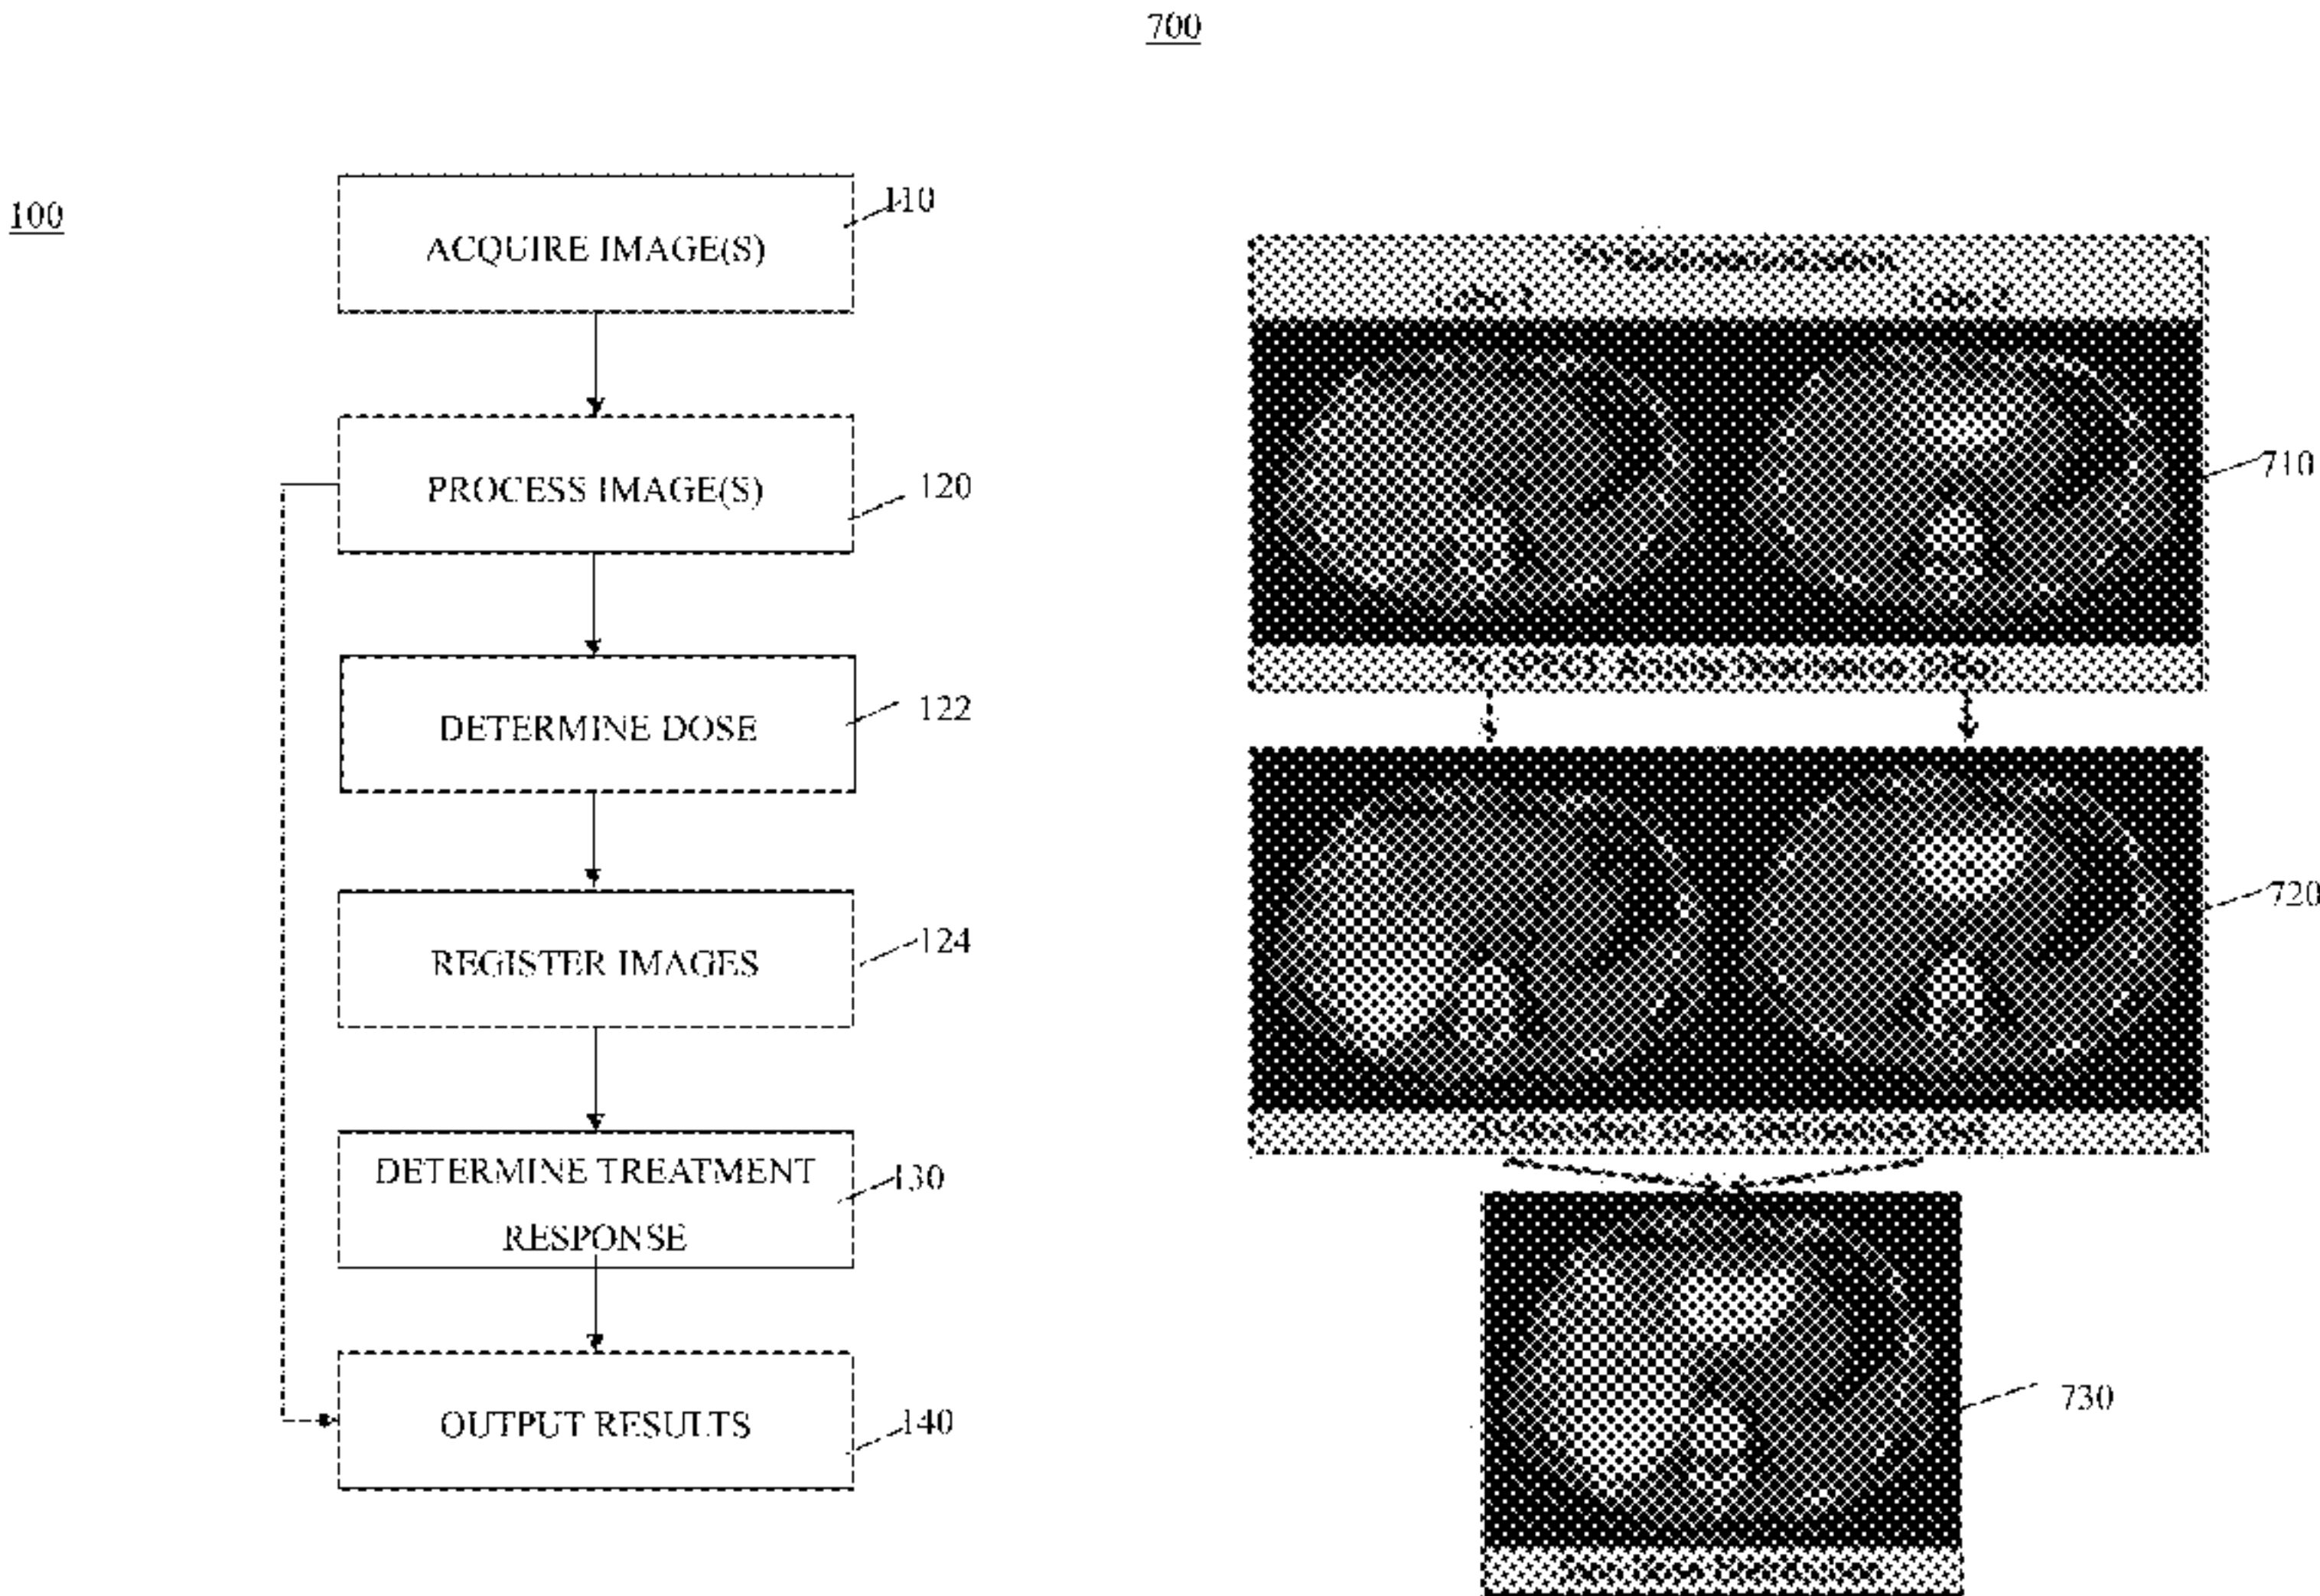 700
100
ACQUIRE IMAGE(S)
110
PROCESS IMAGE(S)
120
DETERMINE DOSE
122
REGISTER IMAGES
124
DETERMINE TREATMENT
RESPONSE
130
OUTPUT RESULTS
140
710
720
730